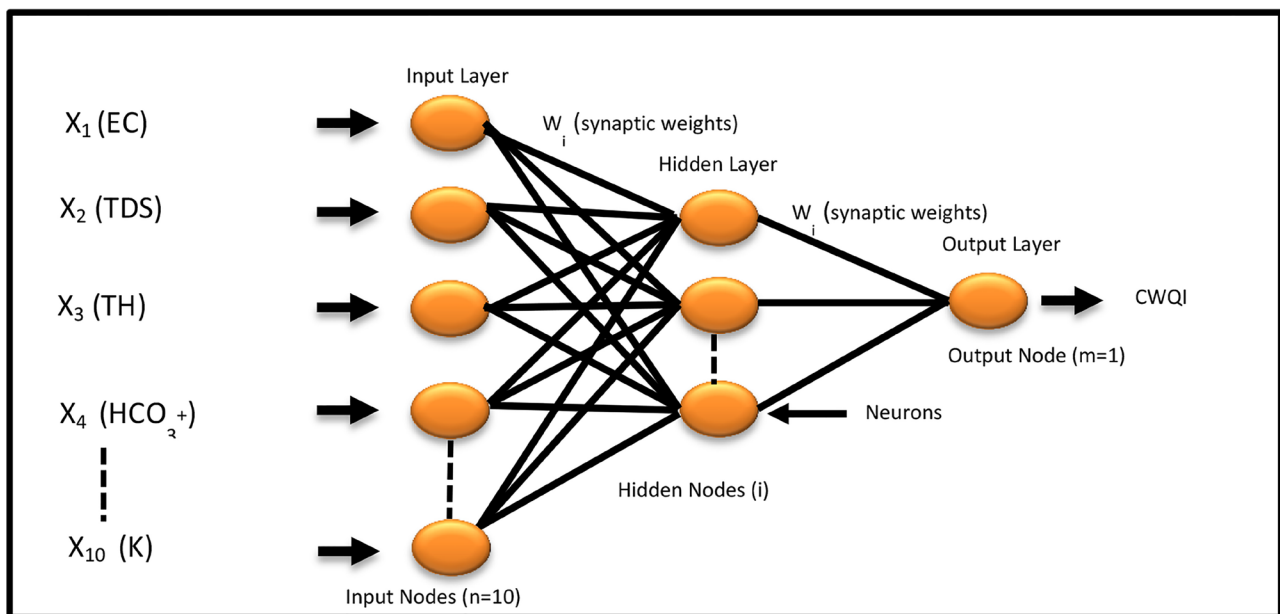 Input Layer
X₁ (EC)
Wᵢ (synaptic weights)
Hidden Layer
X₂ (TDS)
Wᵢ (synaptic weights)
Output Layer
X₃ (TH)
CWQI
Output Node (m=1)
X₄ (HCO₃⁺)
Neurons
Hidden Nodes (i)
X₁₀ (K)
Input Nodes (n=10)